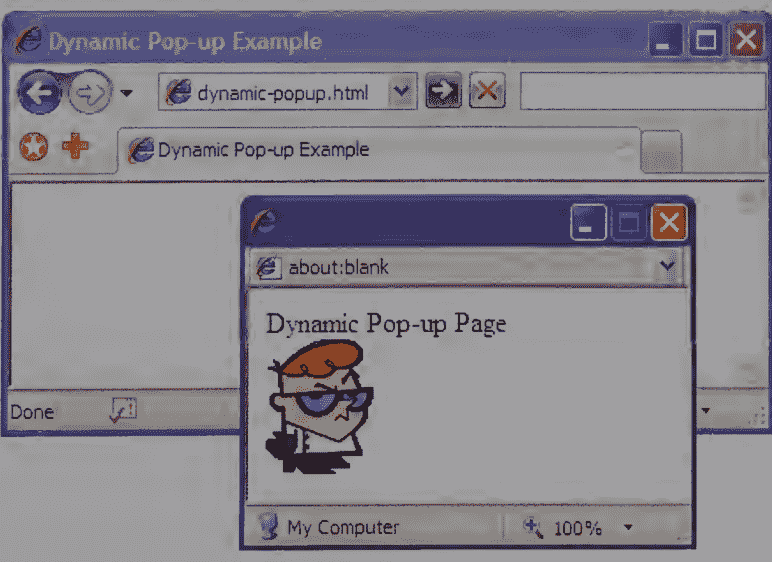 Dynamic Pop-up Example
dynamic-popup.html
Dynamic Pop-up Example
about:blank
Dynamic Pop-up Page
Done
My Computer
100%